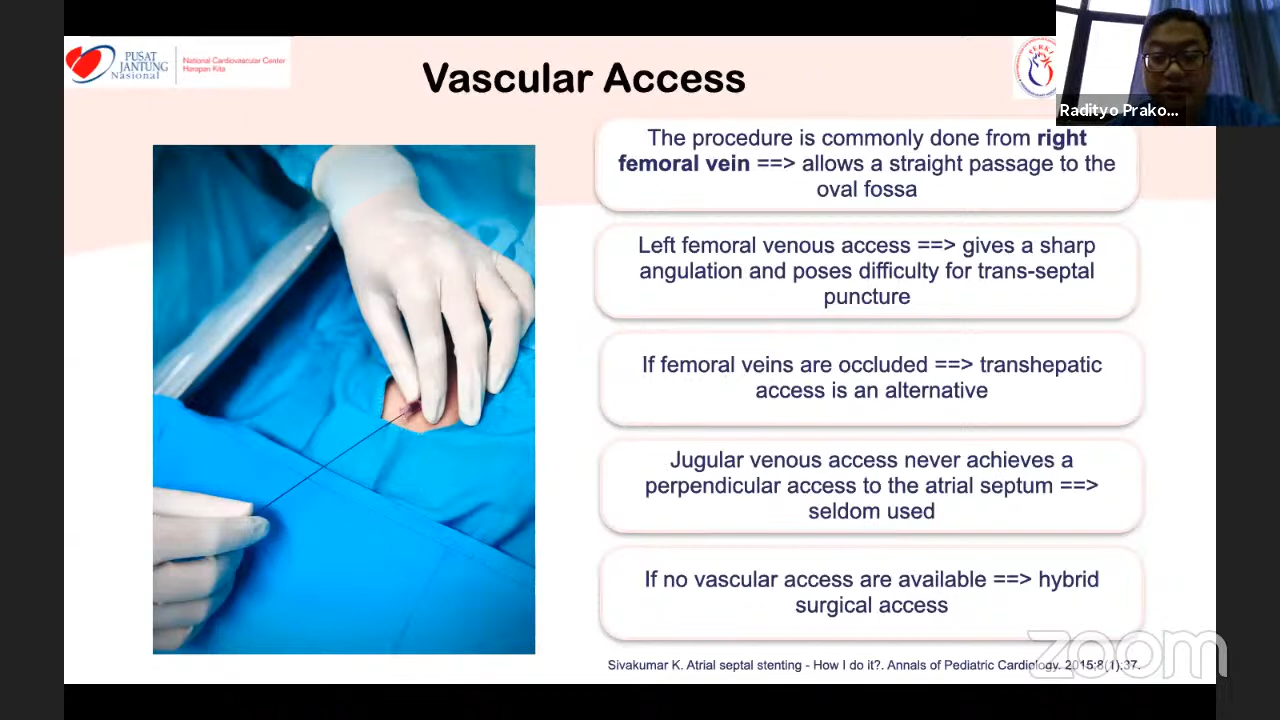 PUSAT
JANTUNG
Nasional
National Cardiovascular Center
Harapan Kita
Vascular Access
Radityo Prako...
The procedure is commonly done from right
femoral vein ==> allows a straight passage to the
oval fossa
Left femoral venous access ==> gives a sharp
angulation and poses difficulty for trans-septal
puncture
If femoral veins are occluded ==> transhepatic
access is an alternative
Jugular venous access never achieves a
perpendicular access to the atrial septum ==>
seldom used
If no vascular access are available ==> hybrid
surgical access
zoom
Sivakumar K. Atrial septal stenting - How I do it?. Annals of Pediatric Cardiology. 2015;8(1):37.